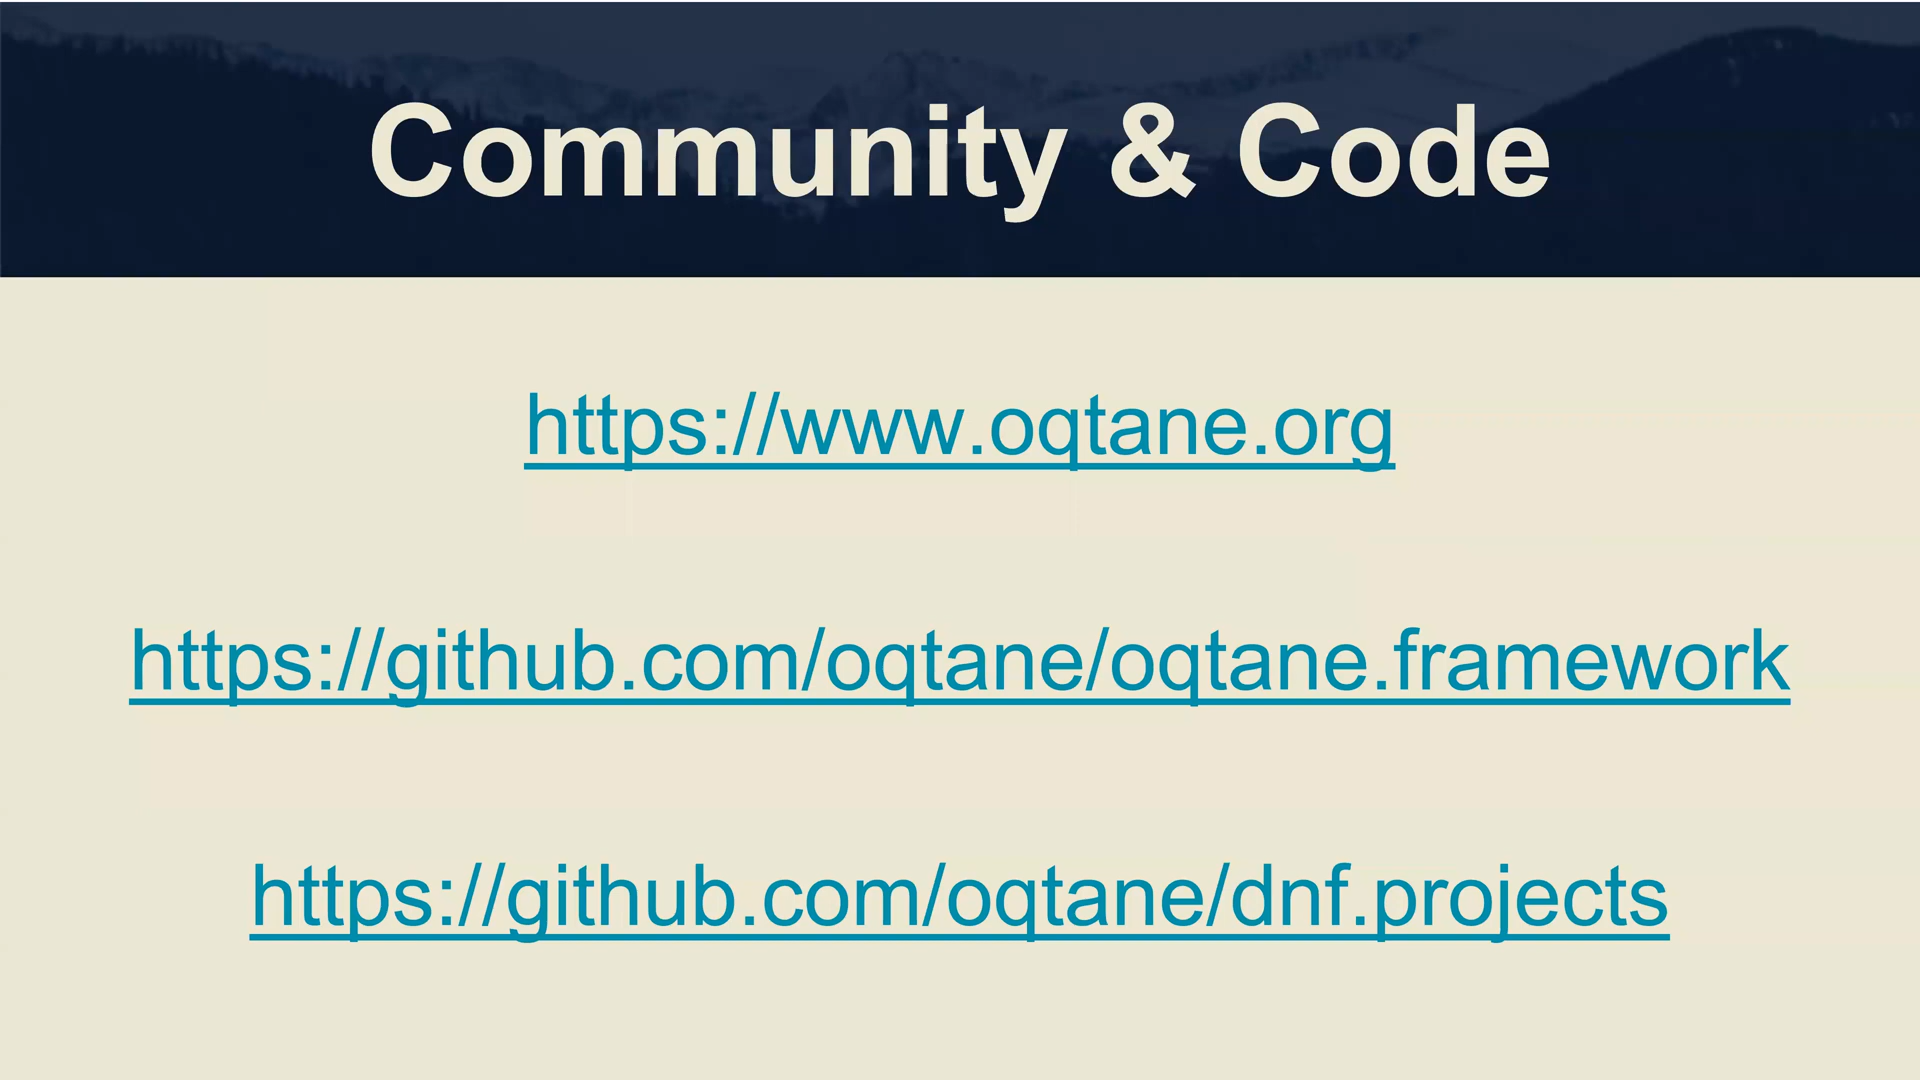 Community & Code
https://www.oqtane.org
https://github.com/oqtane/oqtane.framework
https://github.com/oqtane/dnf.projects